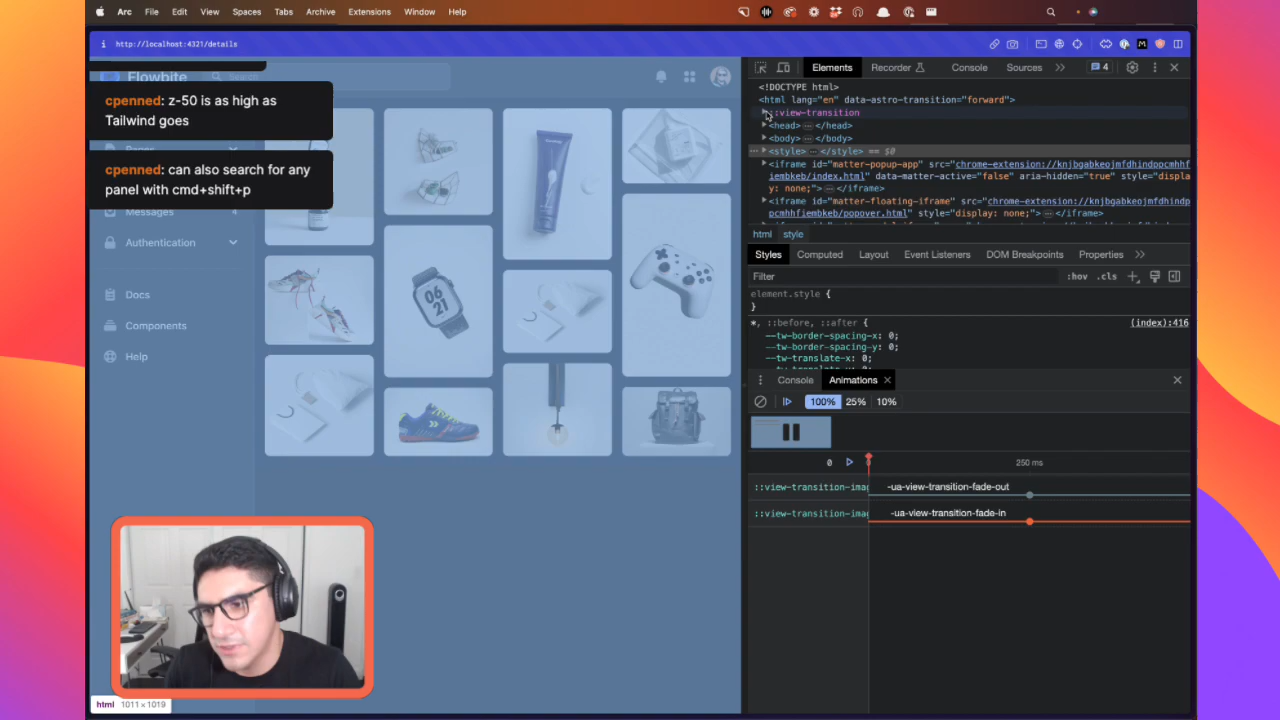 Arc File Edit View Spaces Tabs Archive Extensions Window Help
http://localhost:4321/details
Flowbite
Search
cpenned: z-50 is as high as
Tailwind goes
cpenned: can also search for any
panel with cmd+shift+p
Messages 4
Authentication
Docs
Components
Help
06
21
html 1011 × 1019
Elements Recorder Console Sources 4
<!DOCTYPE html>
<html lang="en" data-astro-transition="forward">
::view-transition
<head> … </head>
<body> … </body>
<style> … </style> == $0
<iframe id="matter-popup-app" src="chrome-extension://knjbgabkeojmfdhindppcmhhf
iembkeb/index.html" data-matter-active="false" aria-hidden="true" style="displa
y: none;"> … </iframe>
<iframe id="matter-floating-iframe" src="chrome-extension://knjbgabkeojmfdhindp
pcmhhfiembkeb/popover.html" style="display: none;"> … </iframe>
html style
Styles Computed Layout Event Listeners DOM Breakpoints Properties
Filter
:hov .cls
element.style {
}
*, ::before, ::after { (index):416
--tw-border-spacing-x: 0;
--tw-border-spacing-y: 0;
--tw-translate-x: 0;
Console Animations
100% 25% 10%
0 250 ms
::view-transition-imag -ua-view-transition-fade-out
::view-transition-imag -ua-view-transition-fade-in